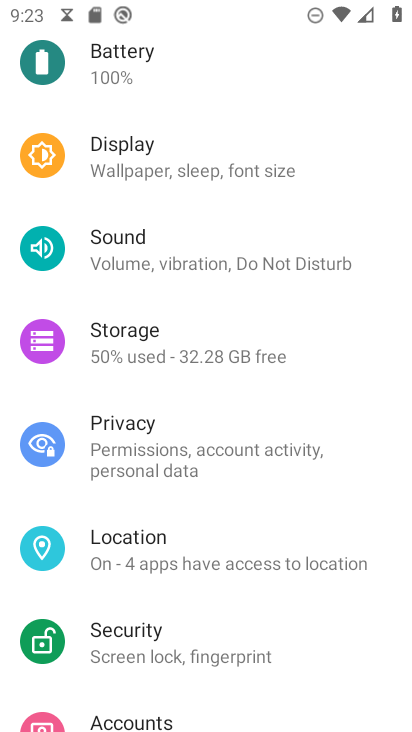 9:23
Battery
100%
Display
Wallpaper, sleep, font size
Sound
Volume, vibration, Do Not Disturb
Storage
50% used - 32.28 GB free
Privacy
Permissions, account activity,
personal data
Location
On - 4 apps have access to location
Security
Screen lock, fingerprint
Accounts